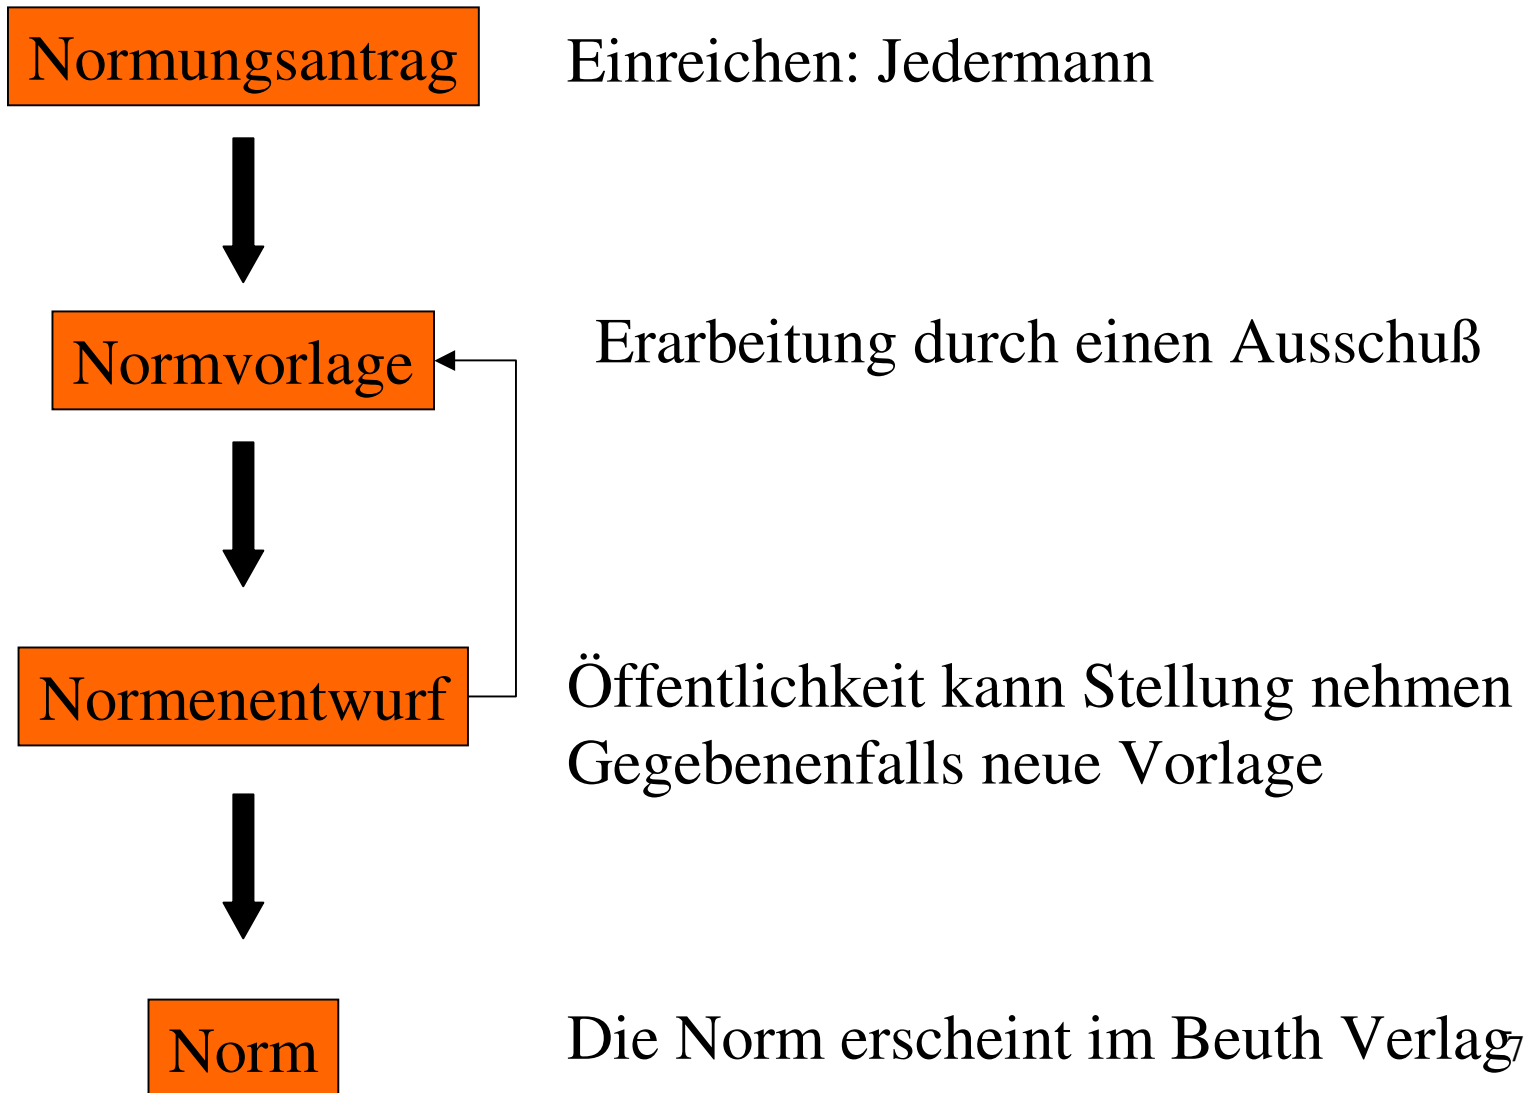 Normungsantrag
Einreichen: Jedermann
Normvorlage
Erarbeitung durch einen Ausschuß
Normenentwurf
Öffentlichkeit kann Stellung nehmen
Gegebenenfalls neue Vorlage
Norm
Die Norm erscheint im Beuth Verlag
7